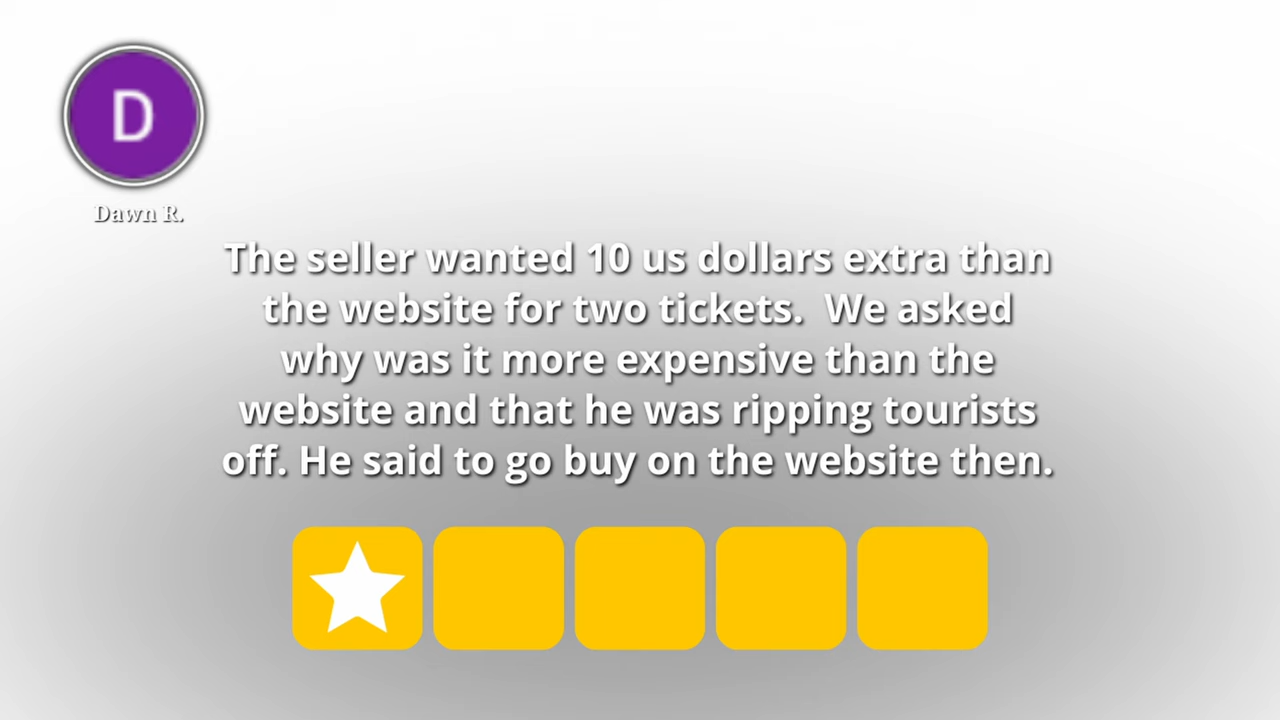 D
Dawn R.
The seller wanted 10 us dollars extra than
the website for two tickets.  We asked
why was it more expensive than the
website and that he was ripping tourists
off. He said to go buy on the website then.